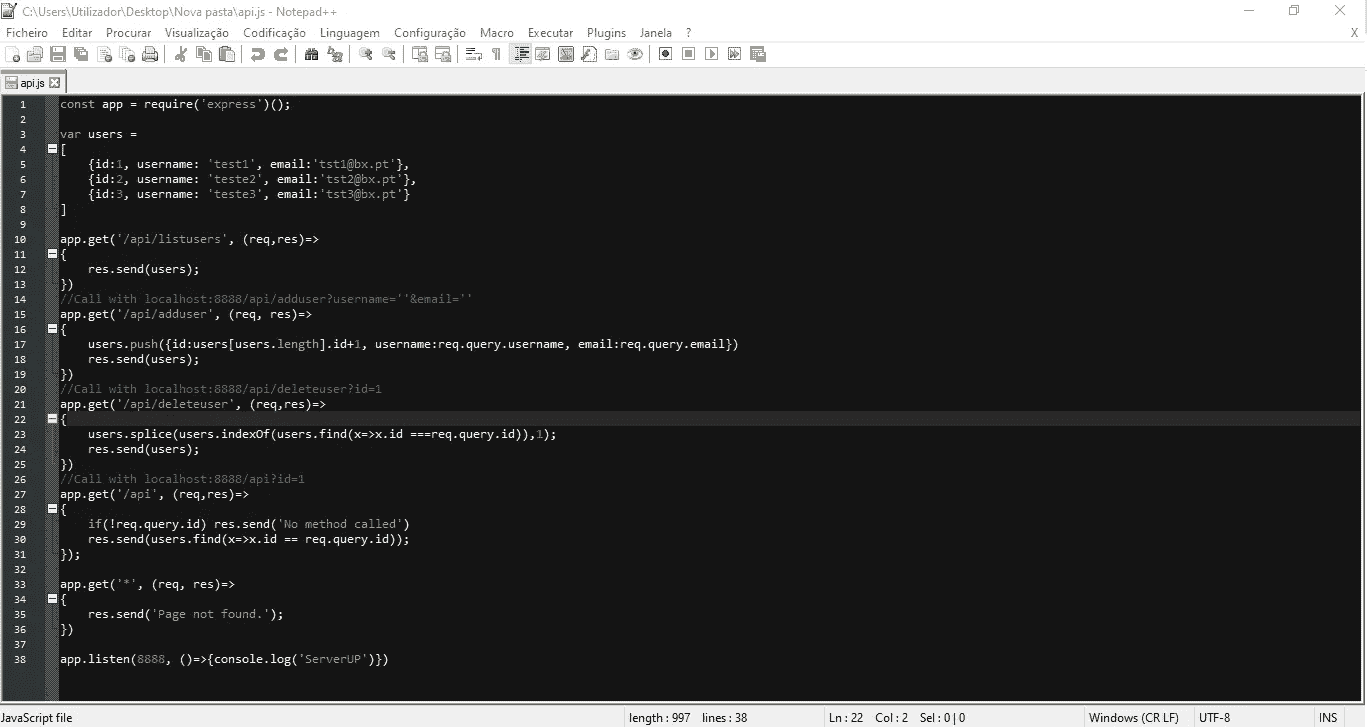 C:\Users\Utilizador\Desktop\Nova pasta\api.js - Notepad++
Ficheiro Editar Procurar Visualização Codificação Linguagem Configuração Macro Executar Plugins Janela ? X
api.js
1 const app = require('express')();
2
3 var users =
4 [
5 {id:1, username: 'test1', email:'tst1@bx.pt'},
6 {id:2, username: 'teste2', email:'tst2@bx.pt'},
7 {id:3, username: 'teste3', email:'tst3@bx.pt'}
8 ]
9
10 app.get('/api/listusers', (req,res)=>
11 {
12 res.send(users);
13 })
14 //Call with localhost:8888/api/adduser?username=''&email=''
15 app.get('/api/adduser', (req, res)=>
16 {
17 users.push({id:users[users.length].id+1, username:req.query.username, email:req.query.email})
18 res.send(users);
19 })
20 //Call with localhost:8888/api/deleteuser?id=1
21 app.get('/api/deleteuser', (req,res)=>
22 {
23 users.splice(users.indexOf(users.find(x=>x.id ===req.query.id)),1);
24 res.send(users);
25 })
26 //Call with localhost:8888/api?id=1
27 app.get('/api', (req,res)=>
28 {
29 if(!req.query.id) res.send('No method called')
30 res.send(users.find(x=>x.id == req.query.id));
31 });
32
33 app.get('*', (req, res)=>
34 {
35 res.send('Page not found.');
36 })
37
38 app.listen(8888, ()=>{console.log('ServerUP')})
JavaScript file length : 997 lines : 38 Ln : 22 Col : 2 Sel : 0 | 0 Windows (CR LF) UTF-8 INS